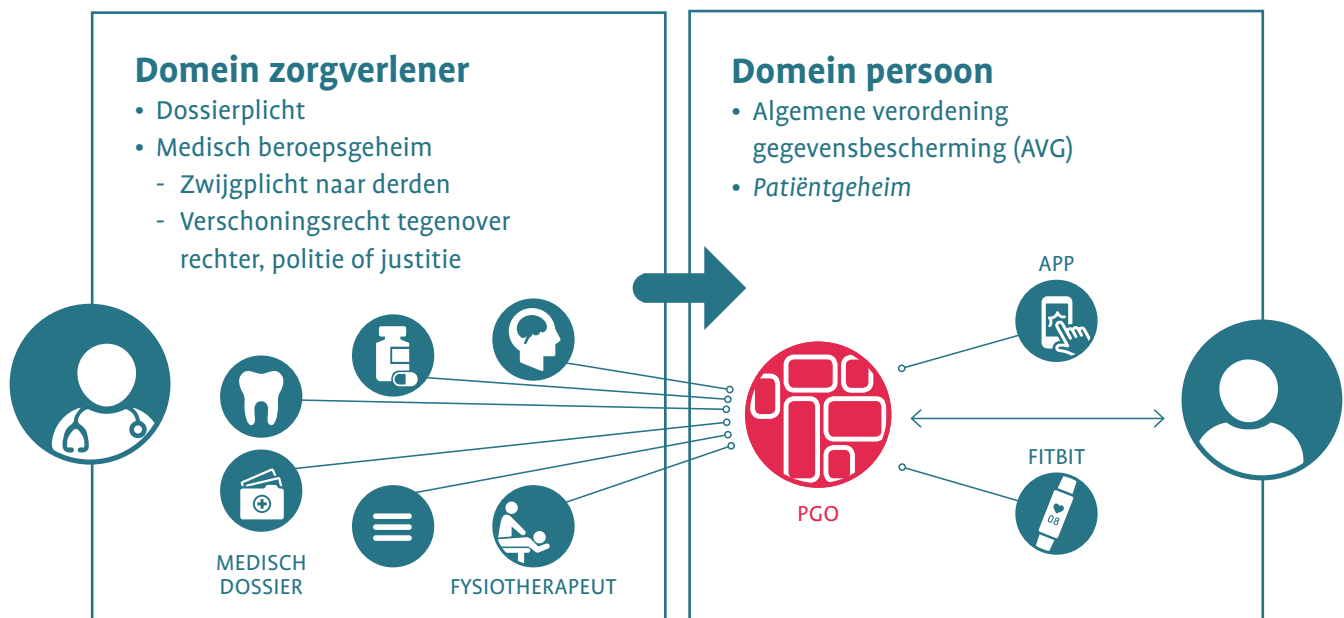 Domein zorgverlener
• Dossierplicht
• Medisch beroepsgeheim
- Zwijgplicht naar derden
- Verschoningsrecht tegenover
rechter, politie of justitie
MEDISCH
DOSSIER
FYSIOTHERAPEUT
Domein persoon
• Algemene verordening
gegevensbescherming (AVG)
• Patiëntgeheim
APP
PGO
FITBIT
08